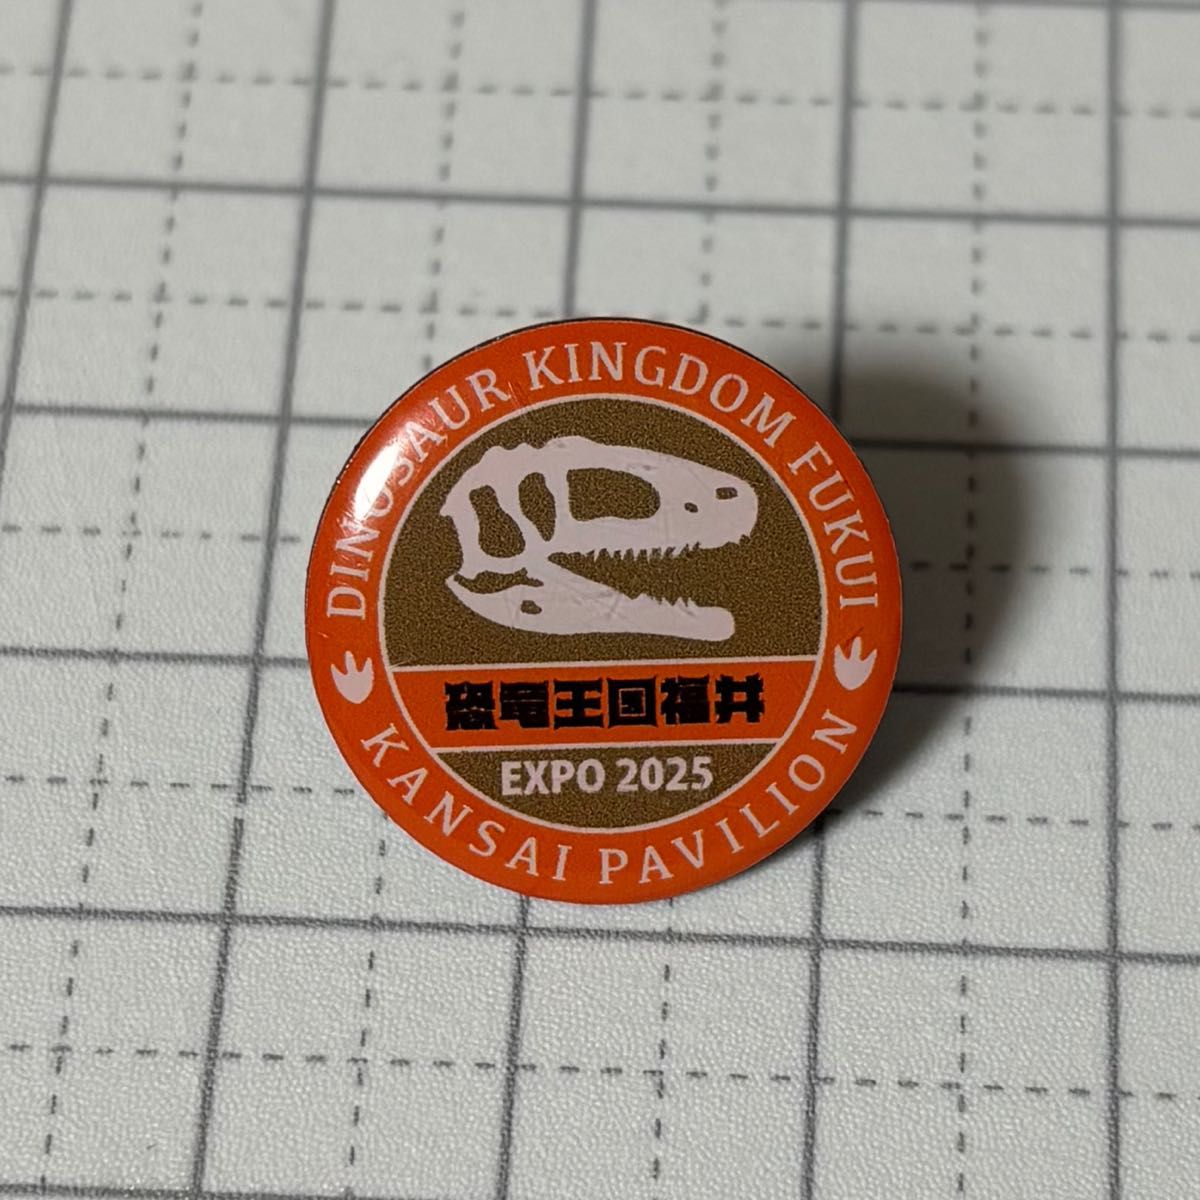 DINOSAUR KINGDOM FUKUI
恐竜王国福井
EXPO 2025
KANSAI PAVILION